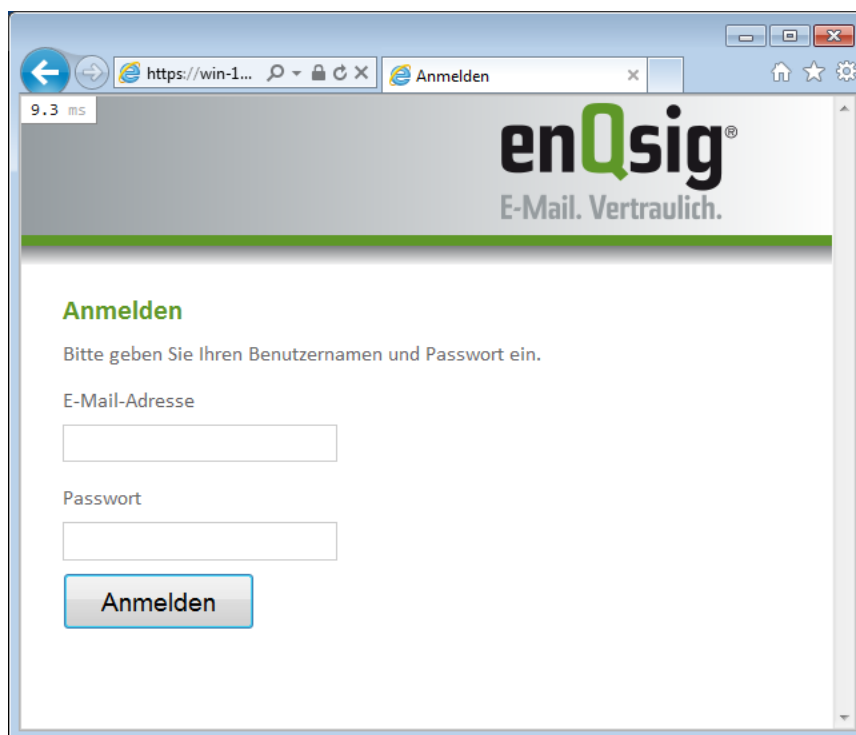 https://win-1...
Anmelden
9.3 ms
enQsig®
E-Mail. Vertraulich.
Anmelden
Bitte geben Sie Ihren Benutzernamen und Passwort ein.
E-Mail-Adresse
Passwort
Anmelden